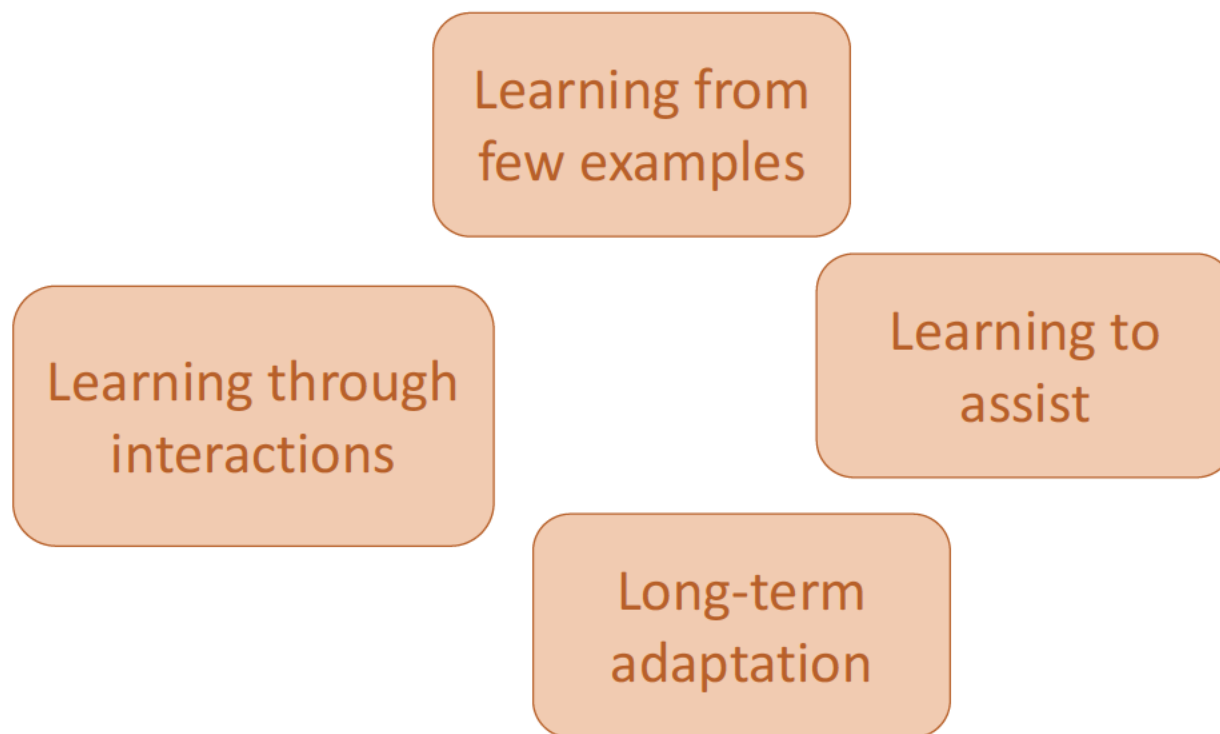 Learning from
few examples
Learning to
assist
Learning through
interactions
Long-term
adaptation